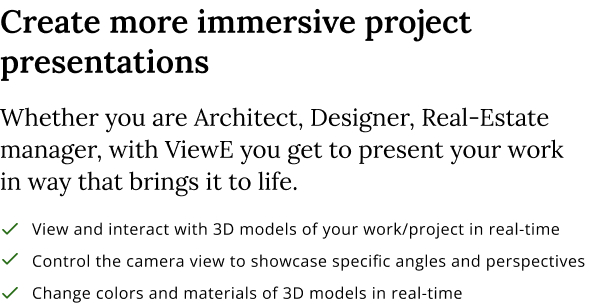 Create more immersive project
presentations
Whether you are Architect, Designer, Real-Estate
manager, with ViewE you get to present your work
in way that brings it to life.
View and interact with 3D models of your work/project in real-time
Control the camera view to showcase specific angles and perspectives
Change colors and materials of 3D models in real-time